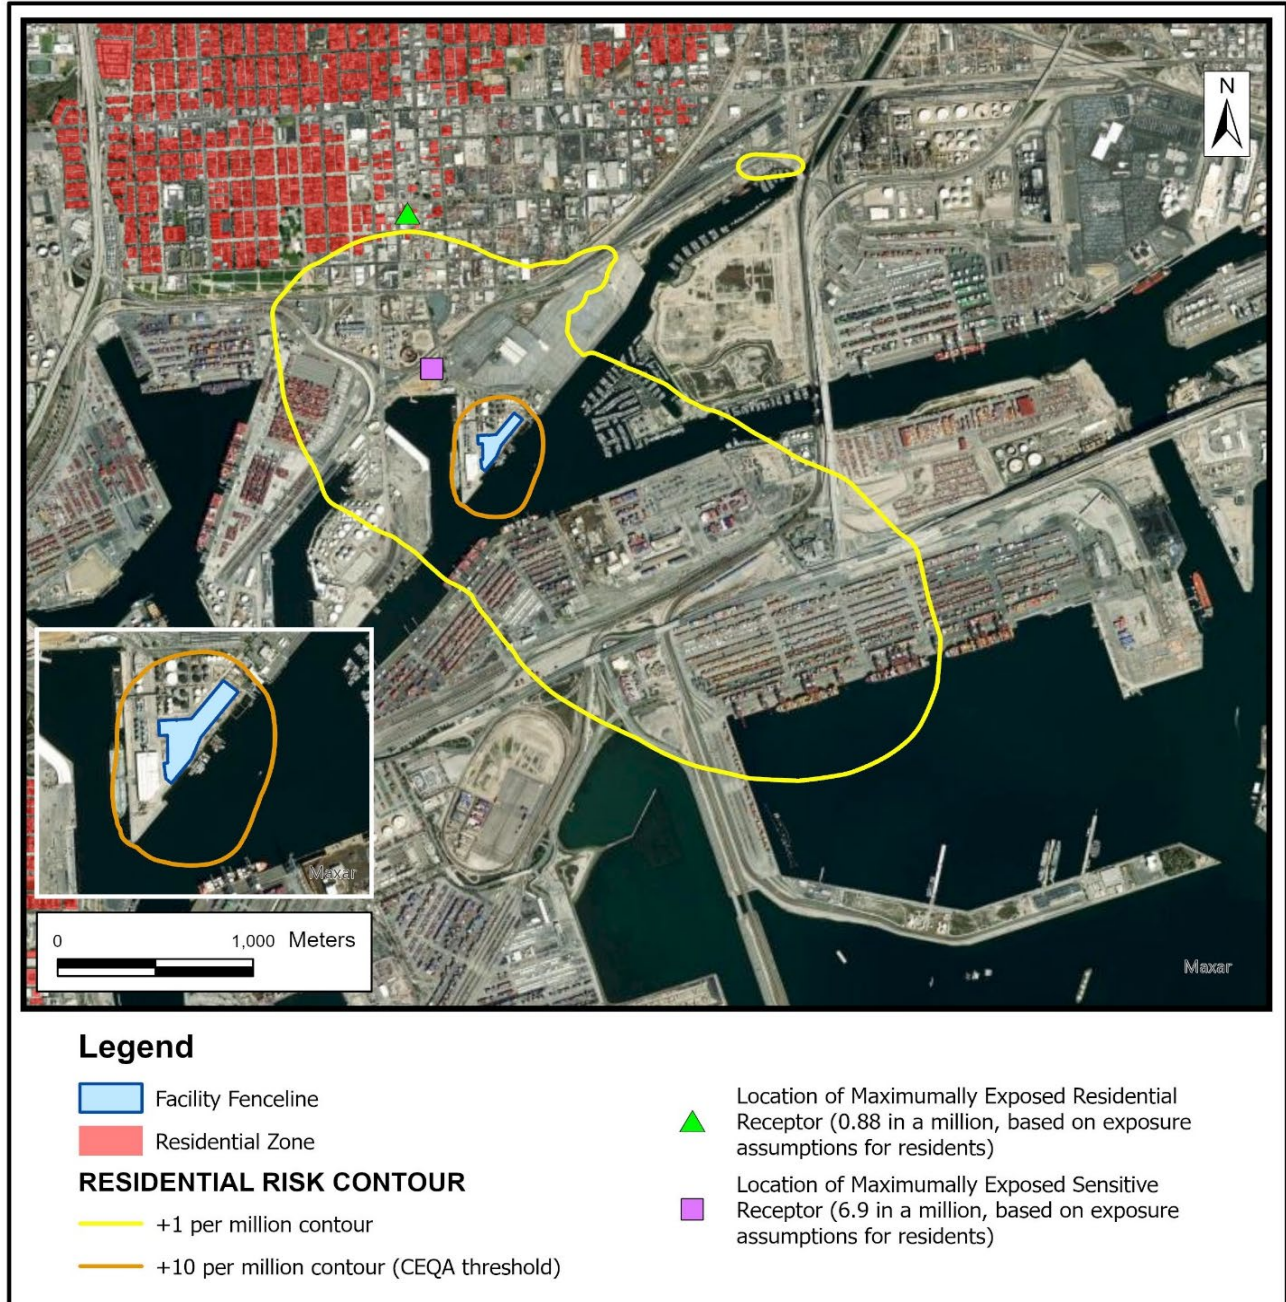 N
Maxar
0 1,000 Meters
Maxar
Legend
Facility Fenceline
Residential Zone
RESIDENTIAL RISK CONTOUR
+1 per million contour
+10 per million contour (CEQA threshold)
Location of Maximumally Exposed Residential
Receptor (0.88 in a million, based on exposure
assumptions for residents)
Location of Maximumally Exposed Sensitive
Receptor (6.9 in a million, based on exposure
assumptions for residents)